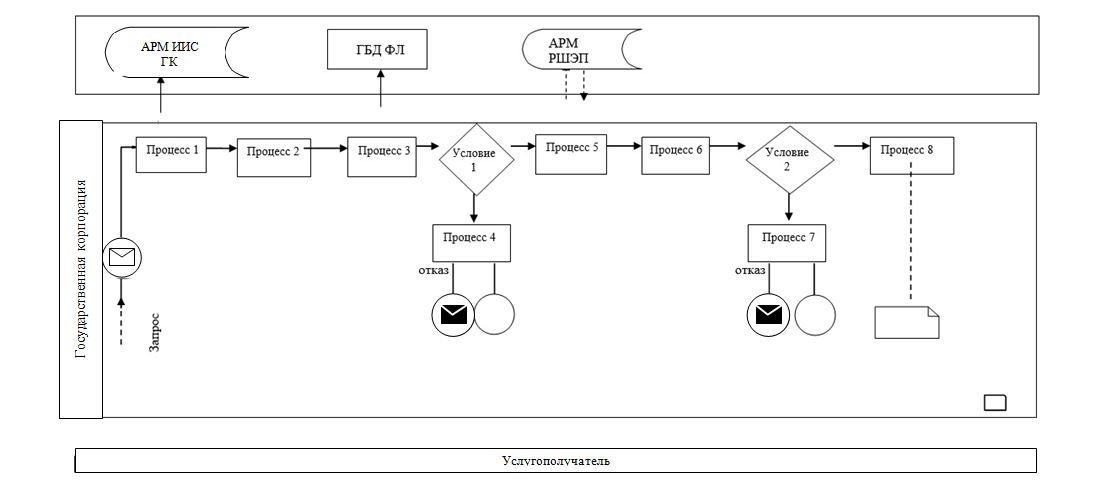 АРМ ИИС
ГК
ГБД ФЛ
АРМ
РШЭП
Государственная корпорация
Процесс 1
Процесс 2
Процесс 3
Условие
1
Процесс 5
Процесс 6
Условие
2
Процесс 8
Процесс 4
Процесс 7
отказ
отказ
Запрос
Услугополучатель